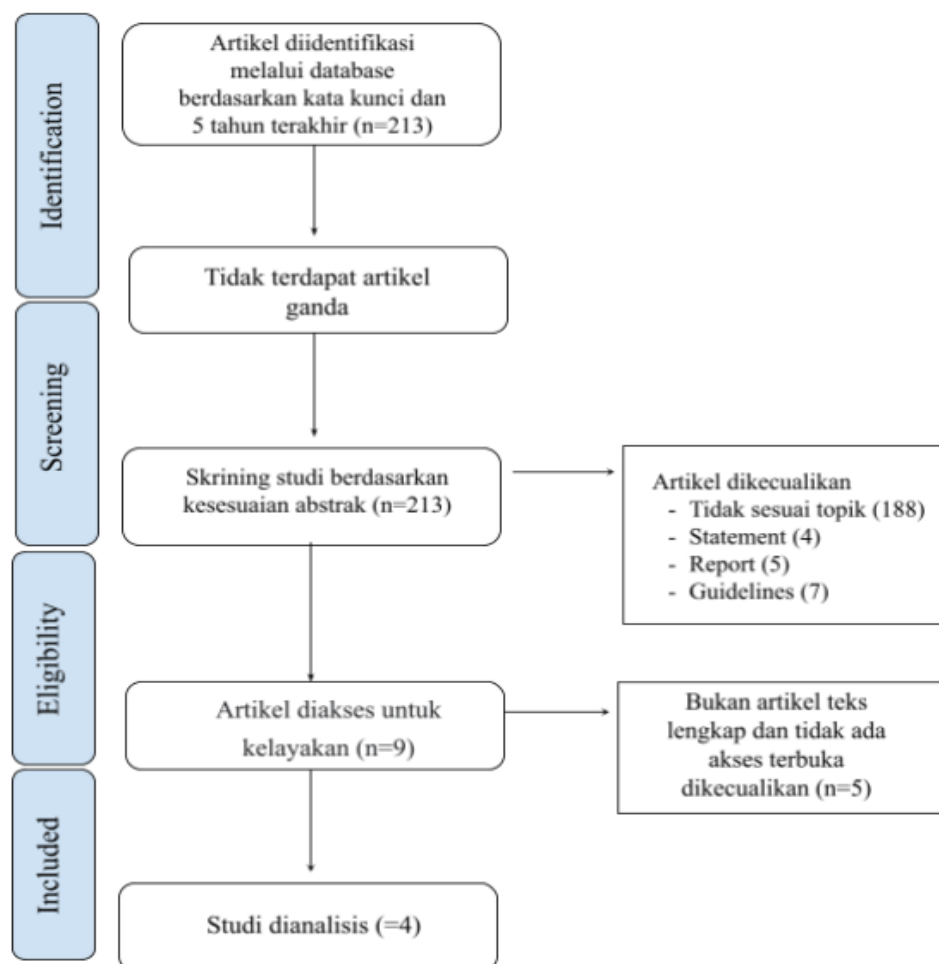 Identification
Artikel diidentifikasi
melalui database
berdasarkan kata kunci dan
5 tahun terakhir (n=213)
Tidak terdapat artikel
ganda
Screening
Skrining studi berdasarkan
kesesuaian abstrak (n=213)
Artikel dikecualikan
- Tidak sesuai topik (188)
- Statement (4)
- Report (5)
- Guidelines (7)
Eligibility
Artikel diakses untuk
kelayakan (n=9)
Bukan artikel teks
lengkap dan tidak ada
akses terbuka
dikecualikan (n=5)
Included
Studi dianalisis (=4)